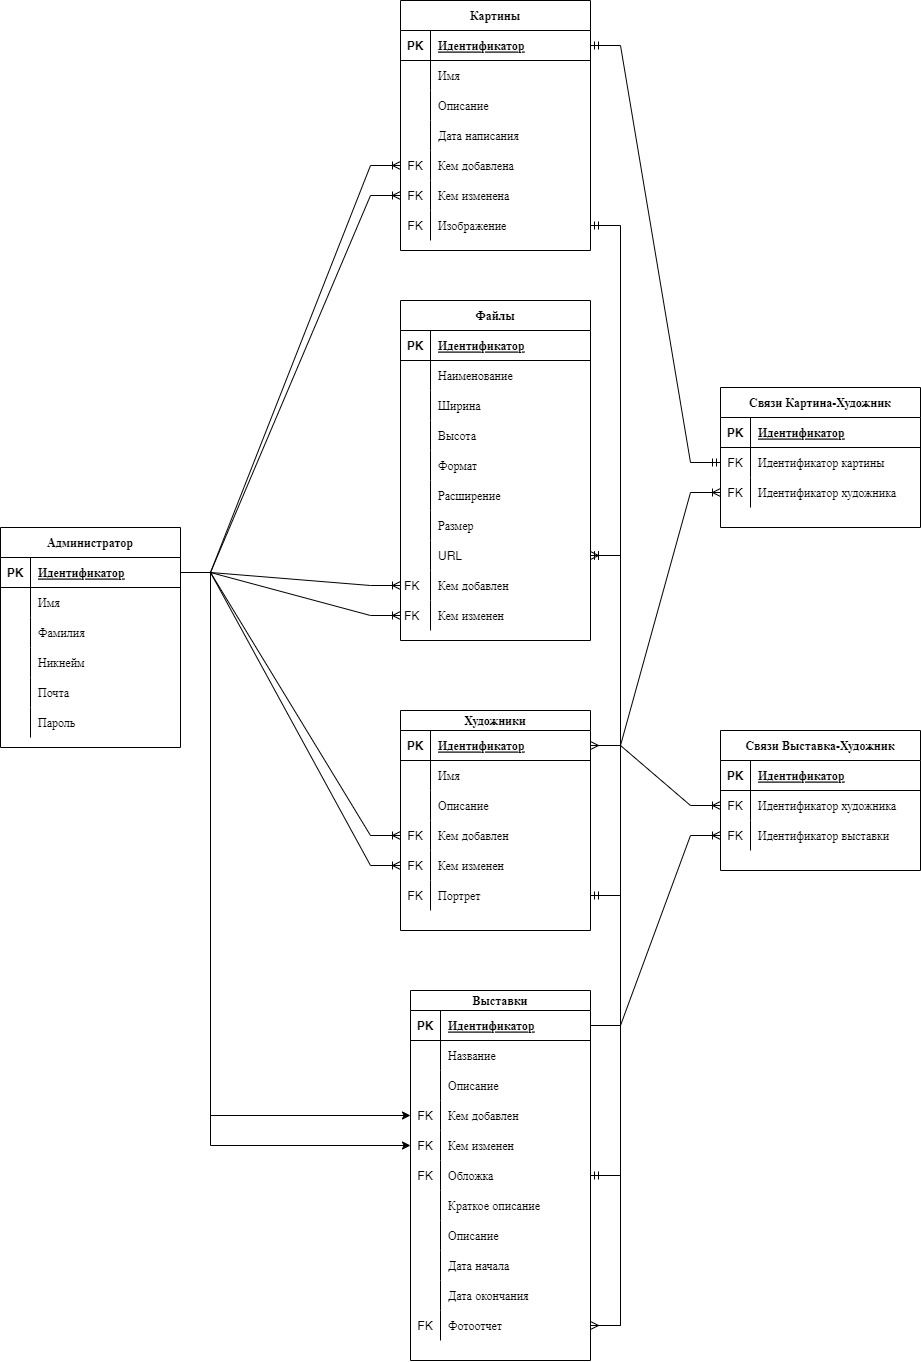 Картины
PK Идентификатор
Имя
Описание
Дата написания
FK Кем добавлена
FK Кем изменена
FK Изображение
Файлы
PK Идентификатор
Наименование
Ширина
Высота
Формат
Расширение
Размер
URL
FK Кем добавлен
FK Кем изменен
Связи Картина-Художник
PK Идентификатор
FK Идентификатор картины
FK Идентификатор художника
Администратор
PK Идентификатор
Имя
Фамилия
Никнейм
Почта
Пароль
Художники
PK Идентификатор
Имя
Описание
FK Кем добавлен
FK Кем изменен
FK Портрет
Связи Выставка-Художник
PK Идентификатор
FK Идентификатор художника
FK Идентификатор выставки
Выставки
PK Идентификатор
Название
Описание
FK Кем добавлен
FK Кем изменен
FK Обложка
Краткое описание
Описание
Дата начала
Дата окончания
FK Фотоотчет